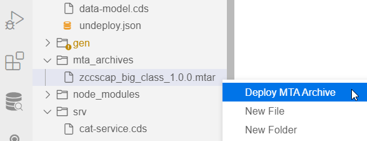 data-model.cds
undeploy.json
gen
mta_archives
zccscap_big_class_1.0.0.mtar
node_modules
srv
cat-service.cds
Deploy MTA Archive
New File
New Folder